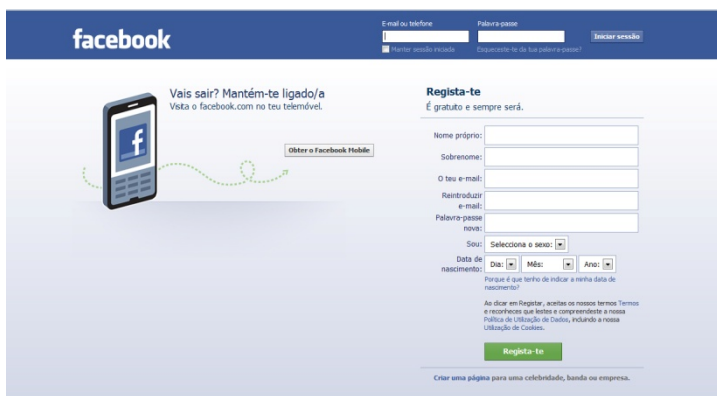 facebook
E-mail ou telefone
Palavra-passe
Iniciar sessão
Manter sessão iniciada
Esqueceste-te da tua palavra-passe?
Vais sair? Mantém-te ligado/a
Visita o facebook.com no teu telemóvel.
f
Obter o Facebook Mobile
Regista-te
É gratuito e sempre será.
Nome próprio:
Sobrenome:
O teu e-mail:
Reintroduzir
e-mail:
Palavra-passe
nova:
Sou: Selecciona o sexo:
Data de
nascimento: Dia: Mês: Ano:
Porque é que tenho de indicar a minha data de
nascimento?
Ao clicar em Registar, aceitas os nossos termos Termos
e reconheces que lestes e compreendeste a nossa
Política de Utilização de Dados, incluindo a nossa
Utilização de Cookies.
Regista-te
Criar uma página para uma celebridade, banda ou empresa.